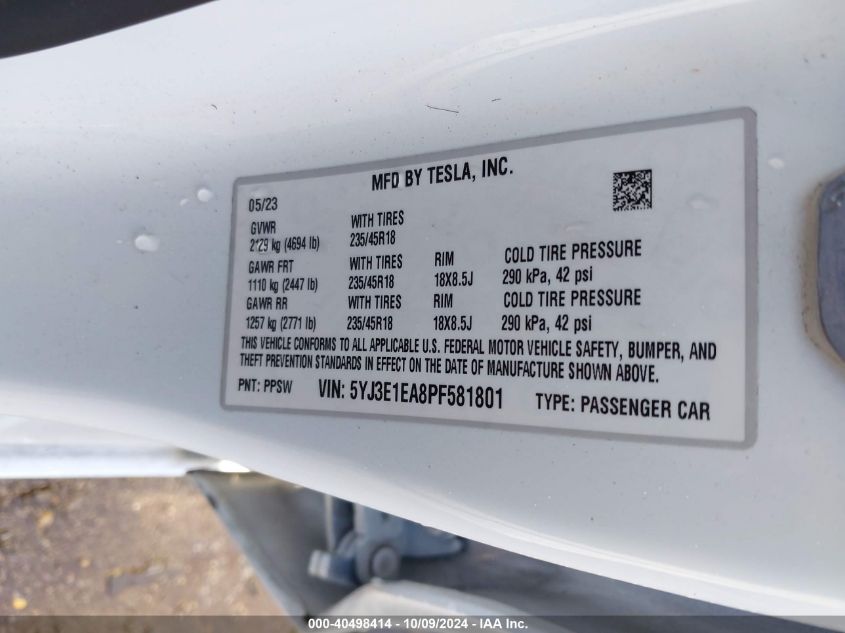 MFD BY TESLA, INC.
05/23
GVWR WITH TIRES
2129 kg (4694 lb) 235/45R18
GAWR FRT WITH TIRES RIM COLD TIRE PRESSURE
1110 kg (2447 lb) 235/45R18 18X8.5J 290 kPa, 42 psi
GAWR RR WITH TIRES RIM COLD TIRE PRESSURE
1257 kg (2771 lb) 235/45R18 18X8.5J 290 kPa, 42 psi
THIS VEHICLE CONFORMS TO ALL APPLICABLE U.S. FEDERAL MOTOR VEHICLE SAFETY, BUMPER, AND
THEFT PREVENTION STANDARDS IN EFFECT ON THE DATE OF MANUFACTURE SHOWN ABOVE.
PNT: PPSW VIN: 5YJ3E1EA8PF581801 TYPE: PASSENGER CAR
000-40498414 - 10/09/2024 - IAA Inc.